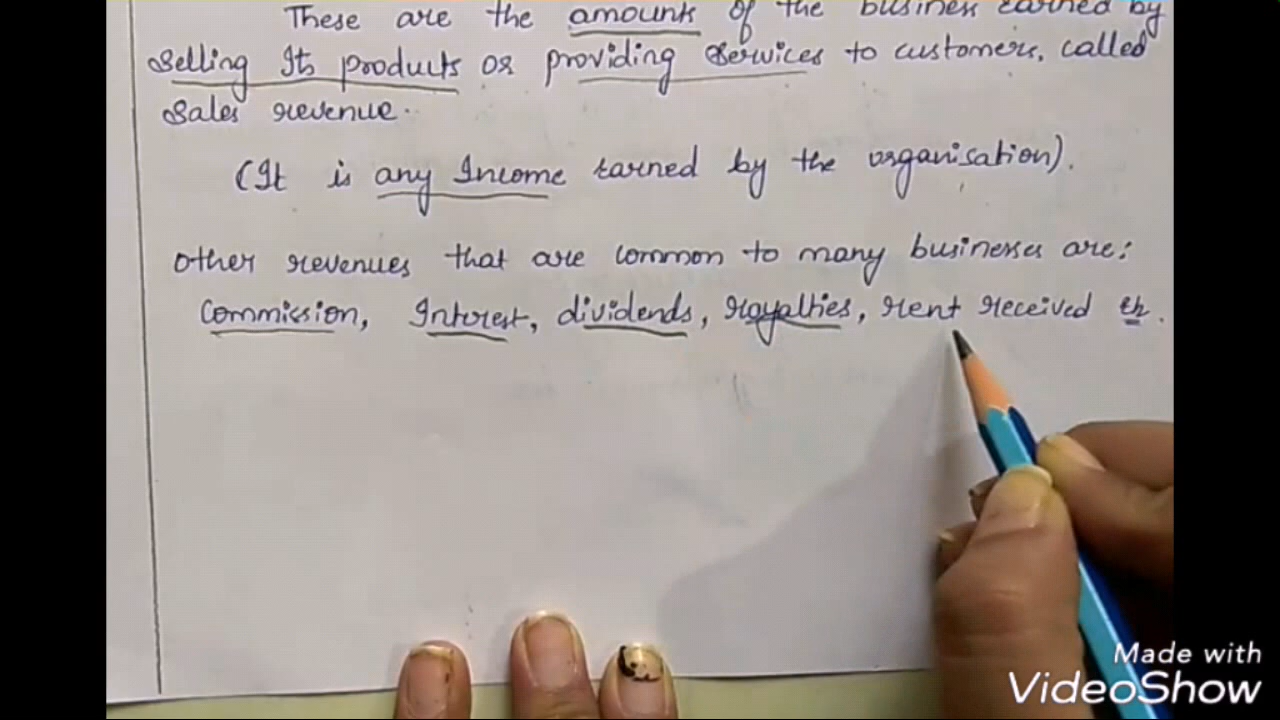 These are the amounts of the business earned by
selling Its products or providing services to customers, called
sales revenue.
(It is any Income earned by the organisation).
other revenues that are common to many businesses are:
Commission, Interest, dividends, royalties, rent received etc.
Made with
VideoShow